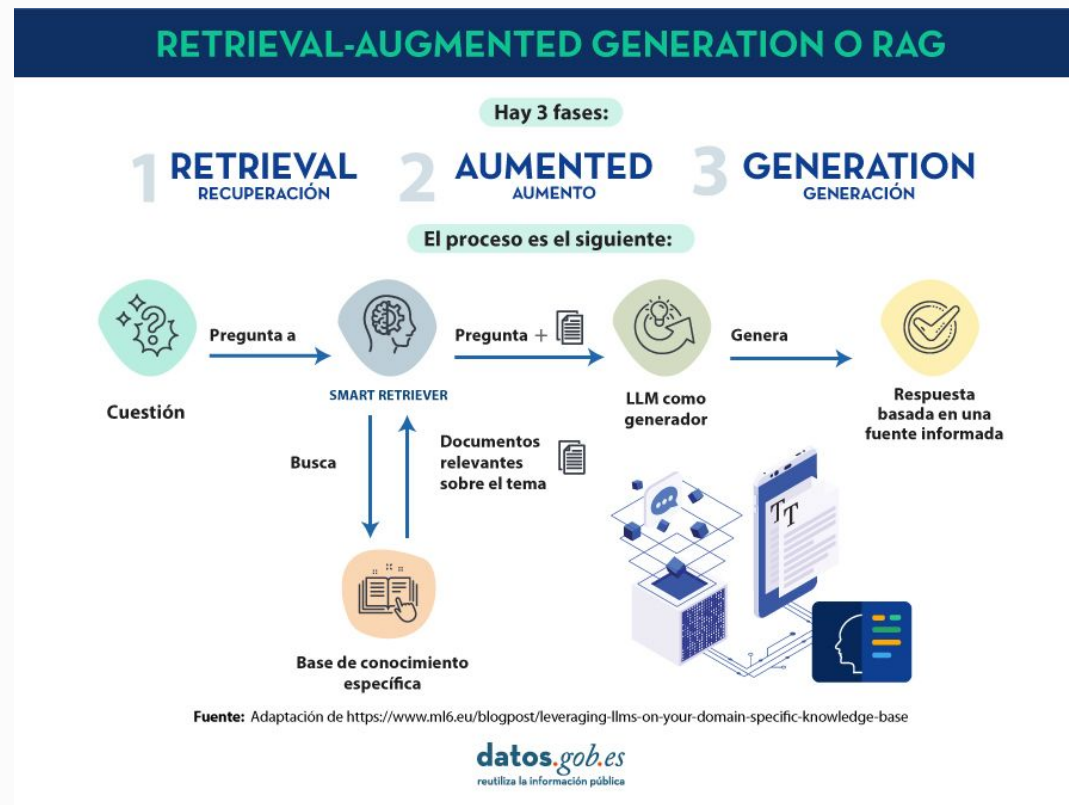 RETRIEVAL-AUGMENTED GENERATION O RAG
Hay 3 fases:
1 RETRIEVAL
RECUPERACIÓN
2 AUMENTED
AUMENTO
3 GENERATION
GENERACIÓN
El proceso es el siguiente:
Cuestión
Pregunta a
SMART RETRIEVER
Pregunta +
LLM como
generador
Genera
Respuesta
basada en una
fuente informada
Busca
Documentos
relevantes
sobre el tema
TT
Base de conocimiento
específica
Fuente: Adaptación de https://www.ml6.eu/blogpost/leveraging-llms-on-your-domain-specific-knowledge-base
datos.gob.es
reutiliza la información pública